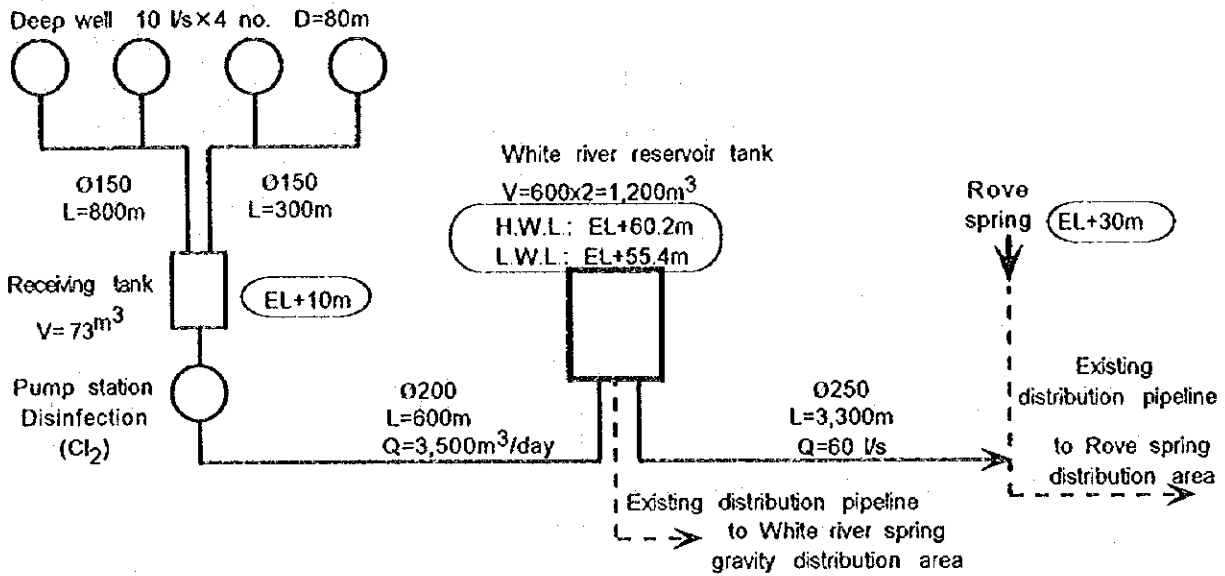 Deep well 10 l/s×4 no. D=80m
Ø150
L=800m
Ø150
L=300m
Receiving tank
V=73m³
EL+10m
Pump station
Disinfection
(Cl₂)
Ø200
L=600m
Q=3,500m³/day
White river reservoir tank
V=600x2=1,200m³
H.W.L.: EL+60.2m
L.W.L.: EL+55.4m
Ø250
L=3,300m
Q=60 l/s
Existing distribution pipeline
to White river spring
gravity distribution area
Rove
spring
EL+30m
Existing
distribution pipeline
to Rove spring
distribution area